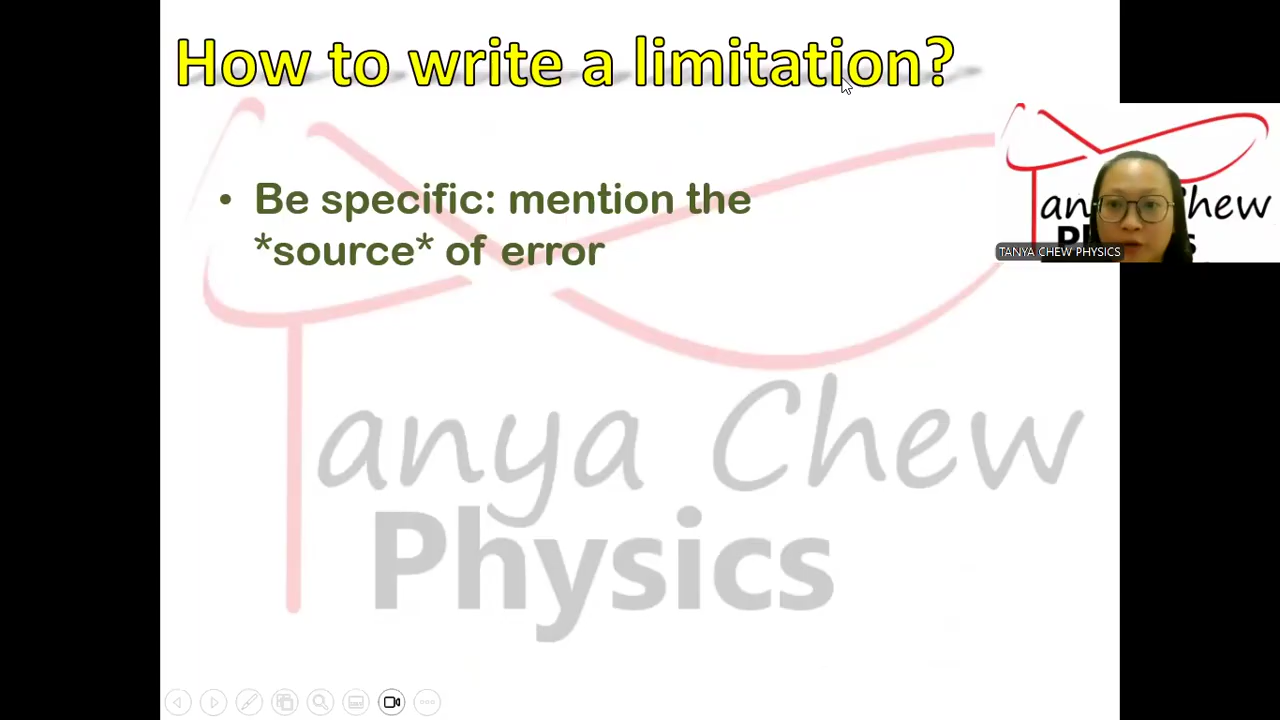 How to write a limitation?
• Be specific: mention the
*source* of error
Tanya Chew
Physics
TANYA CHEW PHYSICS